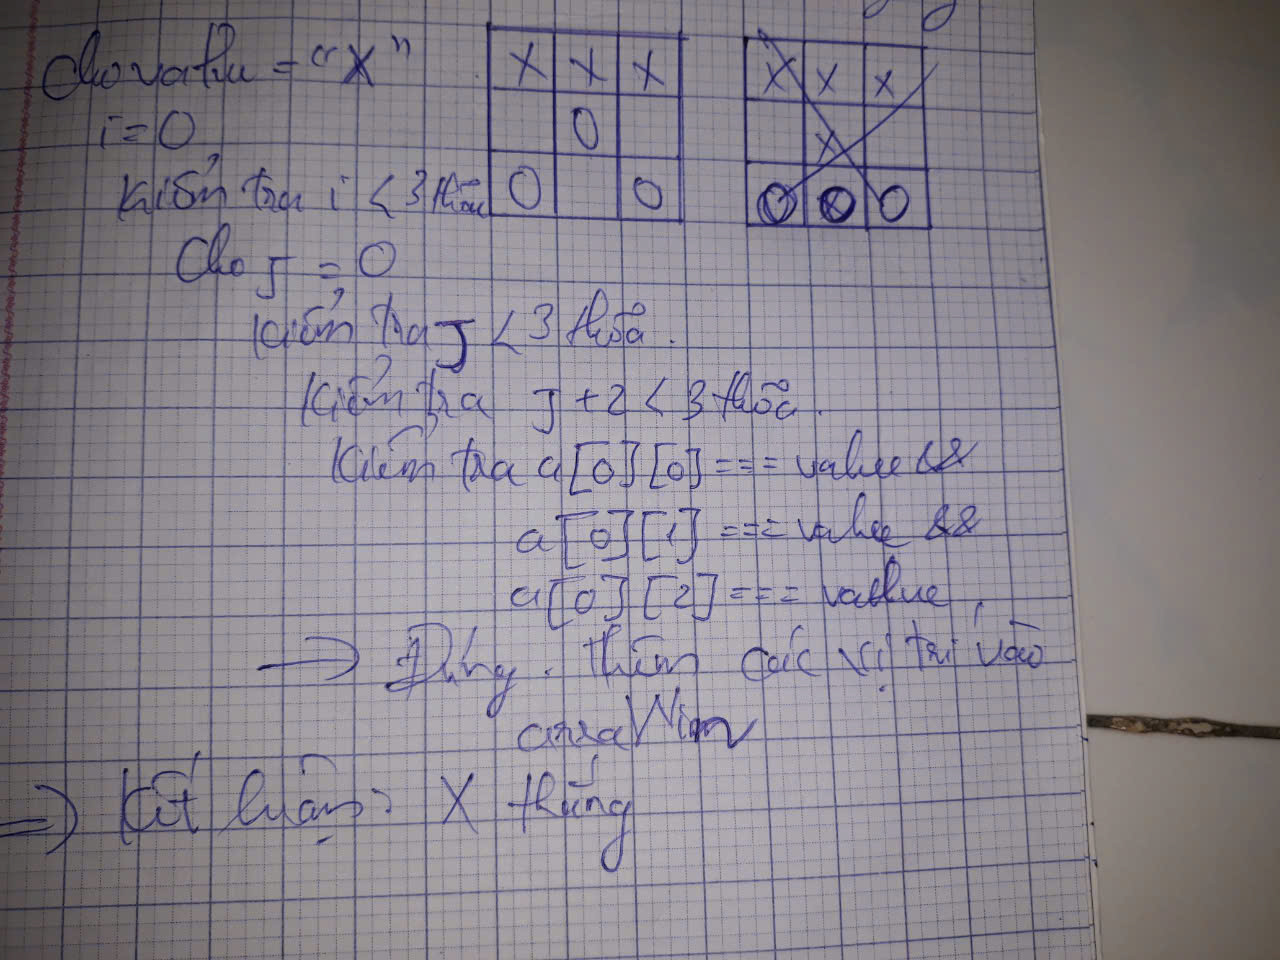 Cho value = "X"
i = 0
Kiểm tra i < 3 thỏa
Cho j = 0
Kiểm tra j < 3 thỏa.
Kiểm tra j + 2 < 3 thỏa.
Kiểm tra a[0][0] === value &&
a[0][1] === value &&
a[0][2] === value
→ Đúng. thêm các vị trí vào
arraWin
⇒ Kết luận: X thắng
X X X
O
O O
X X X
X
O O O